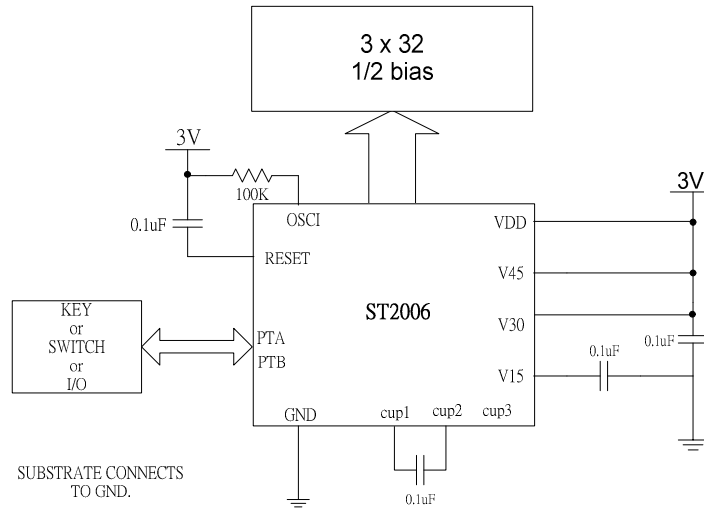 3 x 32
1/2 bias
3V
100K
0.1uF
OSCI
RESET
VDD
V45
V30
V15
3V
0.1uF
0.1uF
ST2006
KEY
or
SWITCH
or
I/O
PTA
PTB
GND
cup1
cup2
cup3
0.1uF
SUBSTRATE CONNECTS
TO GND.